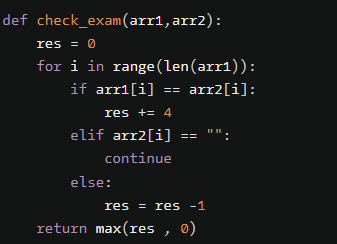 def check_exam(arr1,arr2):
    res = 0
    for i in range(len(arr1)):
        if arr1[i] == arr2[i]:
            res += 4
        elif arr2[i] == "":
            continue
        else:
            res = res -1
    return max(res , 0)